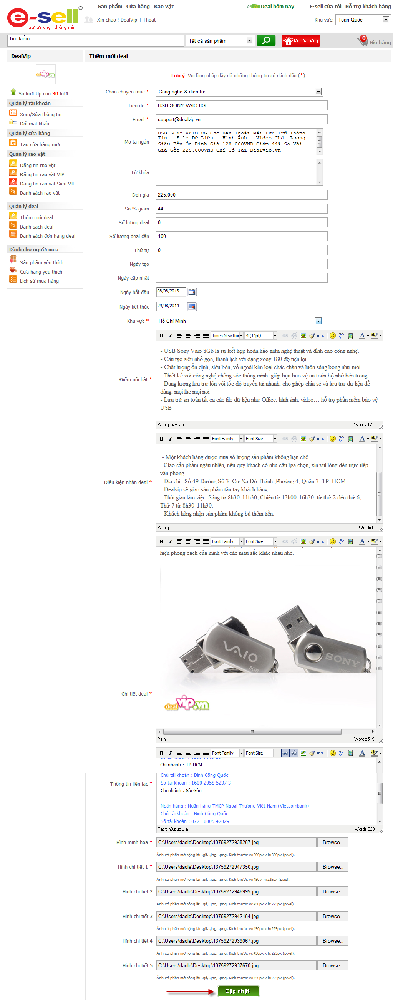 Sản phẩm | Cửa hàng | Rao vặt
Deal hôm nay
E-sell của tôi | Hỗ trợ khách hàng
e-sell®
Sự lựa chọn thông minh
Xin chào ! DealVip | Thoát
Khu vực: Toàn Quốc
Tìm kiếm...
Tất cả sản phẩm
Mở cửa hàng
0 Giỏ hàng
DealVip
dealvip.vn
Số lượt Up còn 30 lượt
Quản lý tài khoản
Xem/Sửa thông tin
Đổi mật khẩu
Quản lý cửa hàng
Tạo cửa hàng mới
Quản lý rao vặt
Đăng tin rao vặt
Đăng tin rao vặt VIP
Đăng tin rao vặt Siêu VIP
Danh sách rao vặt
Quản lý deal
Thêm mới deal
Danh sách deal
Danh sách đơn hàng deal
Dành cho người mua
Sản phẩm yêu thích
Cửa hàng yêu thích
Lịch sử mua hàng
Thêm mới deal
Lưu ý: Vui lòng nhập đầy đủ những thông tin có đánh dấu (*)
Chọn chuyên mục * Công nghệ & điện tử
Tiêu đề * USB SONY VAIO 8G
Email * support@dealvip.vn
Mô tả ngắn
USB SONY VAIO 8G Cho Bạn Thoải Mái Lưu Trữ Thông
Tin – File Dữ Liệu – Hình Ảnh – Video Chất Lượng
Siêu Bền Ổn Định Giá 128.000VND Giảm 44% So Với
Giá Gốc 225.000VND Chỉ Có Tại Dealvip.vn
Từ khóa
Đơn giá 225.000
Số % giảm 44
Số lượng deal 0
Số lượng deal cần 100
Thứ tự 0
Ngày tạo
Ngày cập nhật
Ngày bắt đầu 08/08/2013
Ngày kết thúc 29/08/2014
Khu vực * Hồ Chí Minh
B I Times New Ror 4 (14pt) HTML ABC A ab
Điểm nổi bật *
- USB Sony Vaio 8Gb là sự kết hợp hoàn hảo giữa nghệ thuật và đỉnh cao công nghệ.
- Cấu tạo siêu nhỏ gọn, thanh lịch với dạng xoay 180 độ tiện lợi.
- Chất lượng ổn định, siêu bền, vỏ ngoài kim loại chắc chắn và luôn sáng bóng như mới.
- Thiết kế với công nghệ chống sốc thông minh, giúp bạn bảo vệ an toàn bộ nhớ bên trong.
- Dung lượng lưu trữ lớn với tốc độ truyền tải nhanh, cho phép chia sẻ và lưu trữ dữ liệu dễ
dàng, mọi lúc mọi nơi
- Lưu trữ an toàn tất cả các file dữ liệu như Office, hình ảnh, video… hỗ trợ phần mềm bảo vệ
USB
Path: p » span Words:177
B I Font Family Font Size HTML ABC A ab
Điều kiện nhận deal *
- Một khách hàng được mua số lượng sản phẩm không hạn chế.
- Giao sản phẩm ngẫu nhiên, nếu quý khách có nhu cầu lựa chọn, xin vui lòng đến trực tiếp
văn phòng
- Địa chỉ : Số 49 Đường Số 3, Cư Xá Đô Thành ,Phường 4, Quận 3, TP. HCM.
- Dealvip sẽ giao sản phẩm tận tay khách hàng.
- Thời gian làm việc: Sáng từ 8h30-11h30; Chiều từ 13h00-16h30, từ thứ 2 đến thứ 6;
Thứ 7 từ 8h30-11h30.
- Khách hàng nhận sản phẩm không bù thêm tiền.
Path: p Words:0
B I Font Family Font Size HTML ABC A ab
hiện phong cách của mình với các màu sắc khác nhau nhé.
VAIO
8GB
SONY
Chi tiết deal *
dealvip.vn
Path: Words:519
B I Font Family Font Size HTML ABC A ab
Chi nhánh : TP.HCM
Chủ tài khoản : Đinh Công Quốc
Thông tin liên lạc *
Số tài khoản : 1600 2058 5237 3
Chi nhánh : Sài Gòn
Ngân hàng : Ngân hàng TMCP Ngoại Thương Việt Nam (Vietcombank)
Chủ tài khoản : Đinh Công Quốc
Số tài khoản : 0721 0005 42029
Path: h3.pup » a Words:220
Hình minh họa * C:\Users\daole\Desktop\13759272938287.jpg Browse...
Ảnh có phần mở rộng là: .gif, .jpg, .png. Kích thước w:300px x h:300px (pixel).
Hình chi tiết 1 * C:\Users\daole\Desktop\13759272947350.jpg Browse...
Ảnh có phần mở rộng là: .gif, .jpg, .png. Kích thước w:450 x h:225px (pixel).
Hình chi tiết 2 C:\Users\daole\Desktop\13759272946999.jpg Browse...
Ảnh có phần mở rộng là: .gif, .jpg, .png. Kích thước w:450px x h:225px (pixel).
Hình chi tiết 3 C:\Users\daole\Desktop\13759272942184.jpg Browse...
Ảnh có phần mở rộng là: .gif, .jpg, .png. Kích thước w:450px x h:225px (pixel).
Hình chi tiết 4 C:\Users\daole\Desktop\13759272939067.jpg Browse...
Ảnh có phần mở rộng là: .gif, .jpg, .png. Kích thước w:450px x h:225px (pixel).
Hình chi tiết 5 C:\Users\daole\Desktop\13759272937670.jpg Browse...
Ảnh có phần mở rộng là: .gif, .jpg, .png. Kích thước w:450px x h:225px (pixel).
Cập nhật